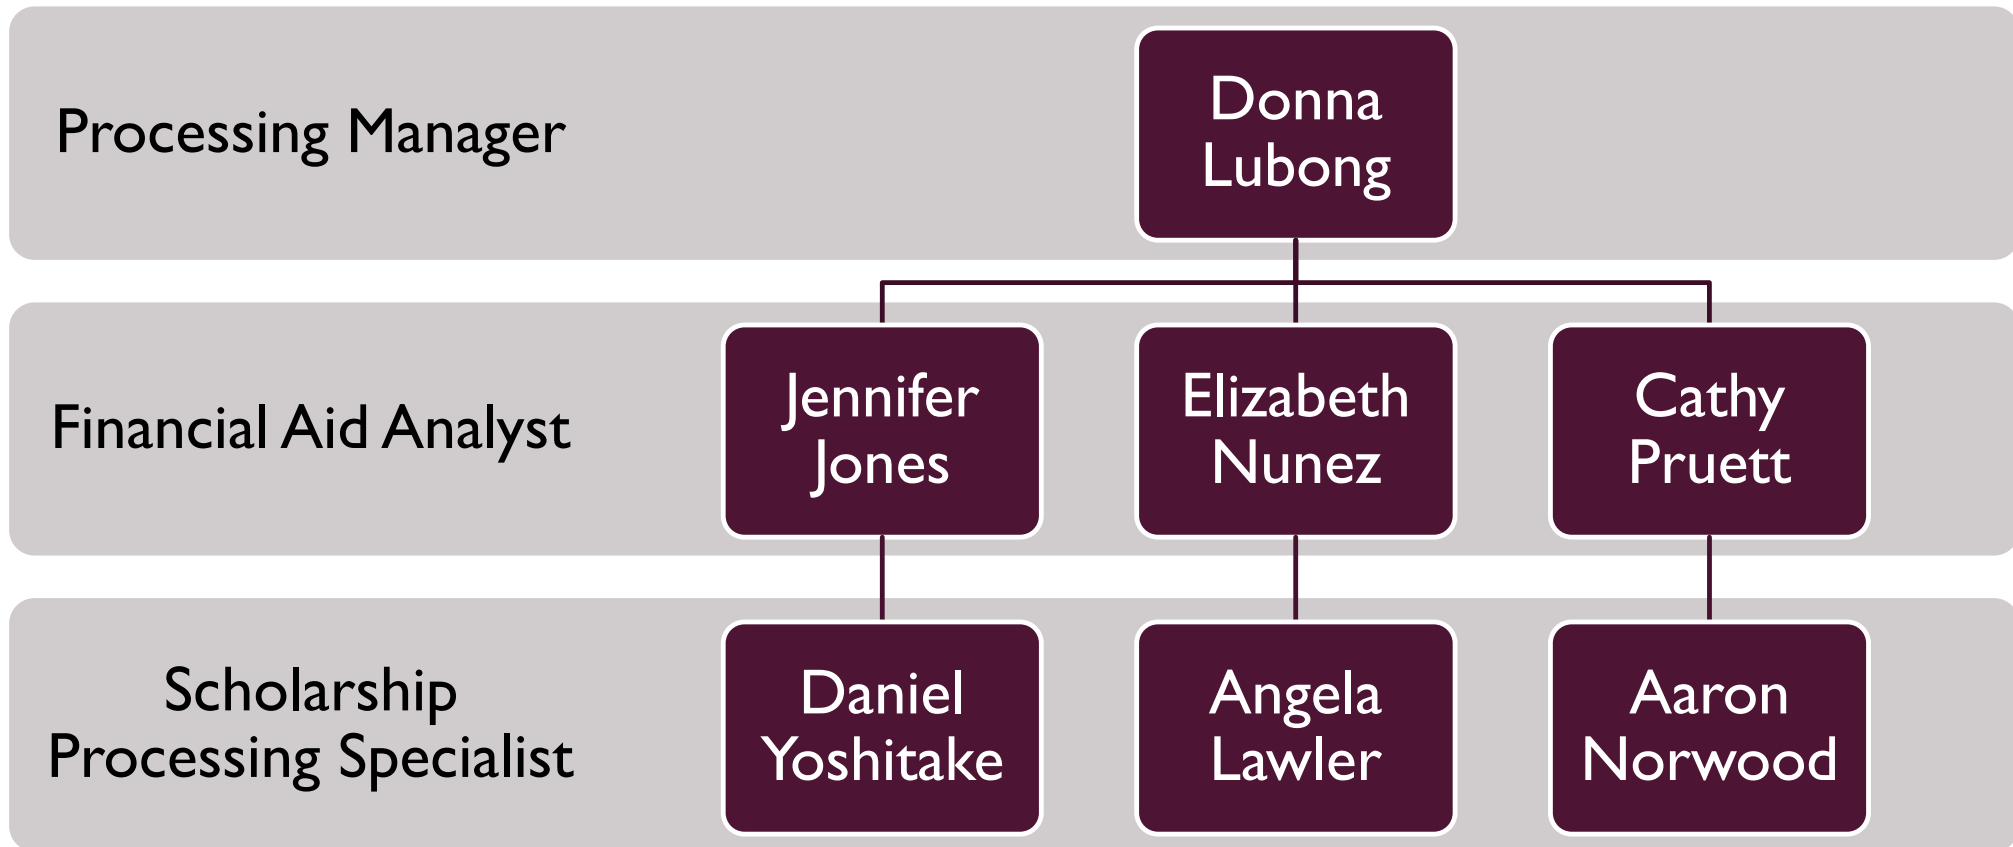 Processing Manager
Donna
Lubong
Financial Aid Analyst
Jennifer
Jones
Elizabeth
Nunez
Cathy
Pruett
Scholarship
Processing Specialist
Daniel
Yoshitake
Angela
Lawler
Aaron
Norwood